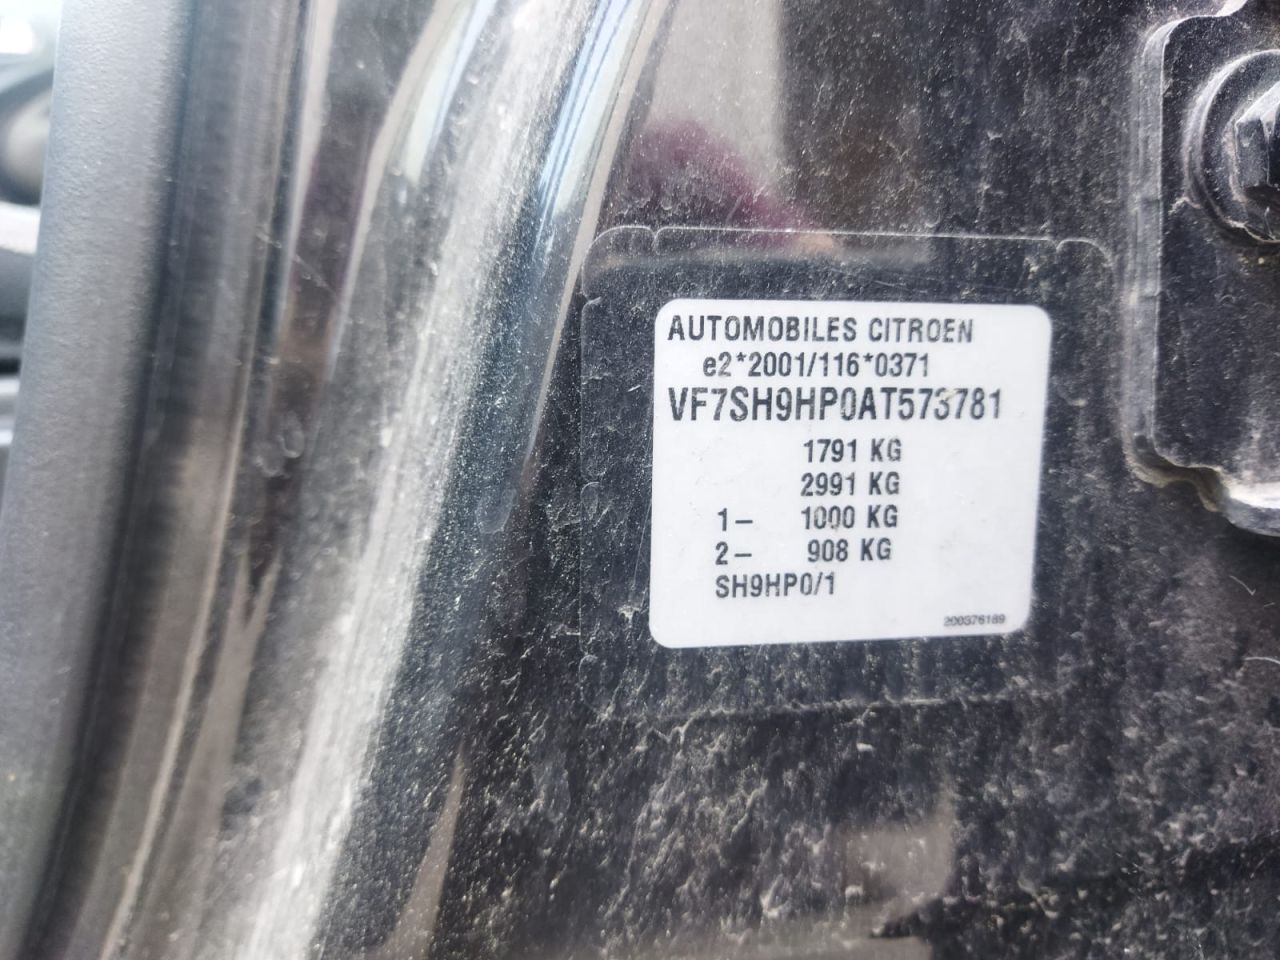 AUTOMOBILES CITROEN
e2*2001/116*0371
VF7SH9HP0AT573781
1791 KG
2991 KG
1- 1000 KG
2- 908 KG
SH9HP0/1
200376189